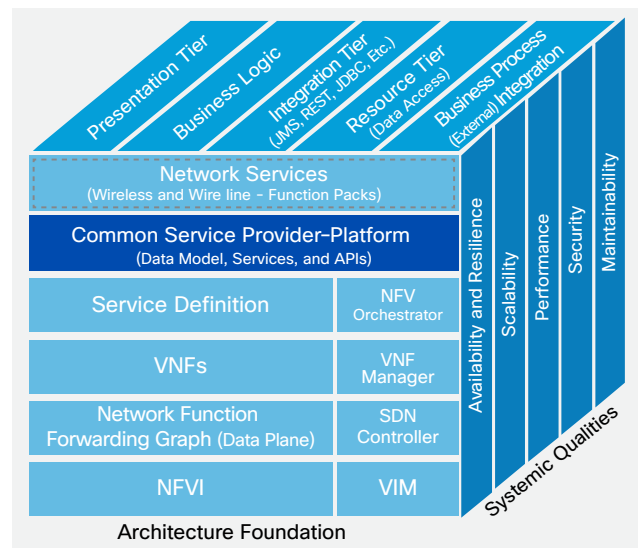 Presentation Tier
Business Logic
Integration Tier
(JMS, REST, JDBC, Etc.)
Resource Tier
(Data Access)
Business Process
(External) Integration
Network Services
(Wireless and Wire line - Function Packs)
Common Service Provider-Platform
(Data Model, Services, and APIs)
Service Definition
NFV
Orchestrator
VNFs
VNF
Manager
Network Function
Forwarding Graph (Data Plane)
SDN
Controller
NFVI
VIM
Availability and Resilience
Scalability
Performance
Security
Maintainability
Systemic Qualities
Architecture Foundation